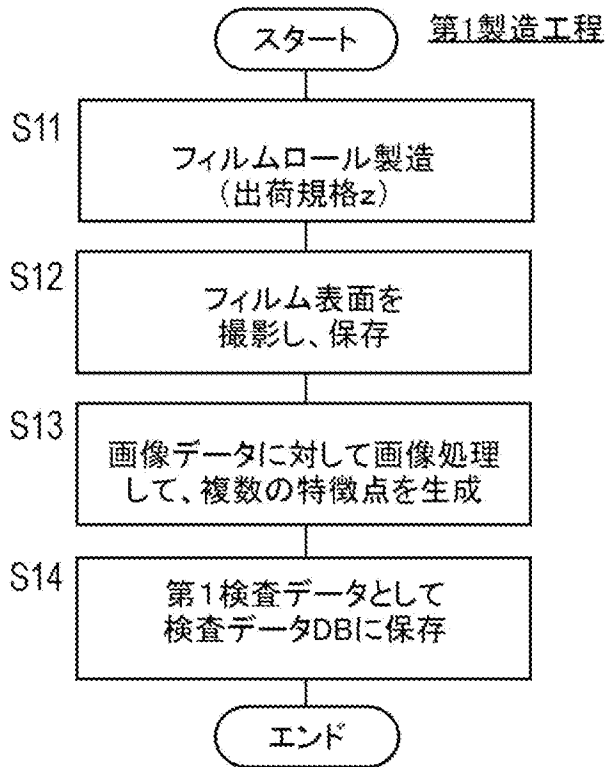 スタート
第1製造工程
S11
フィルムロール製造
(出荷規格z)
S12
フィルム表面を
撮影し、保存
S13
画像データに対して画像処理
して、複数の特徴点を生成
S14
第1検査データとして
検査データDBに保存
エンド